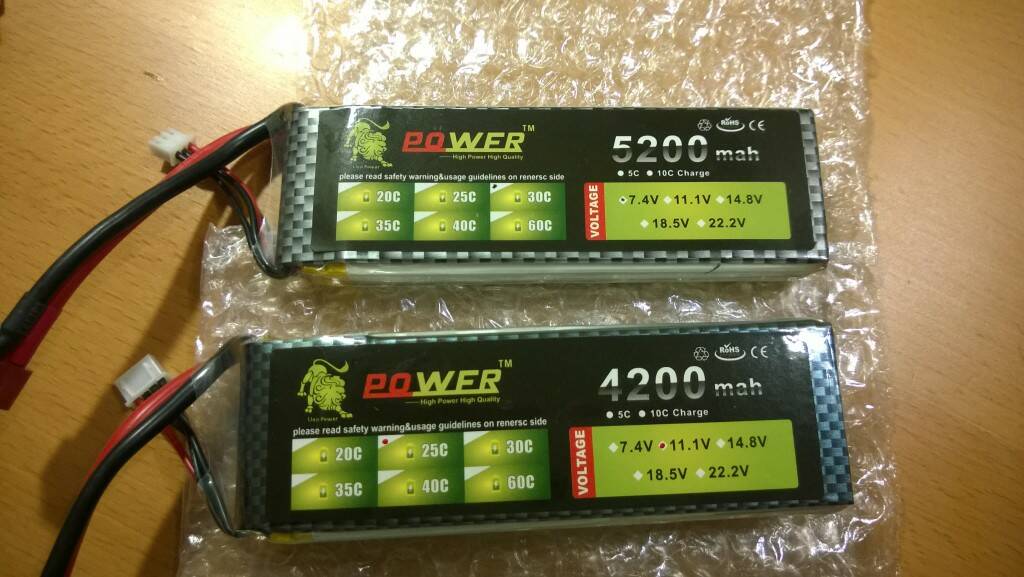 POWER™
High Power High Quality
Lion Power
please read safety warning&usage guidelines on renersc side
20C 25C 30C
35C 40C 60C
RoHS CE
5200 mah
5C 10C Charge
VOLTAGE
7.4V 11.1V 14.8V
18.5V 22.2V
POWER™
High Power High Quality
Lion Power
please read safety warning&usage guidelines on renersc side
20C 25C 30C
35C 40C 60C
RoHS CE
4200 mah
5C 10C Charge
VOLTAGE
7.4V 11.1V 14.8V
18.5V 22.2V